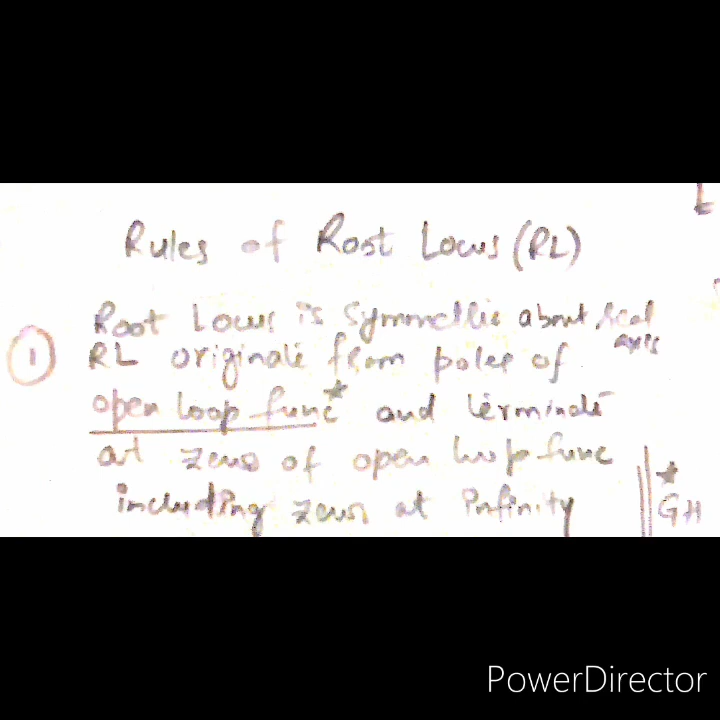 Rules of Root Locus (RL)
① Root Locus is Symmetric about real axis
RL originate from poles of
open loop func* and terminate
at zeros of open loop func
including zeros at infinity
* GH
PowerDirector